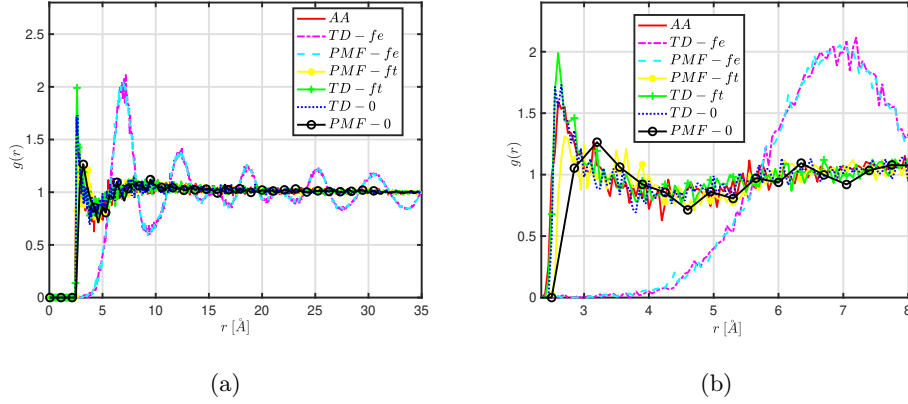 AA
TD − fe
PMF − fe
PMF − ft
TD − ft
TD − 0
PMF − 0
2.5
2
1.5
1
0.5
0
g(r)
0 5 10 15 20 25 30 35
r [Å]
(a)
AA
TD − fe
PMF − fe
PMF − ft
TD − ft
TD − 0
PMF − 0
2
1.5
1
0.5
0
g(r)
3 4 5 6 7 8
r [Å]
(b)